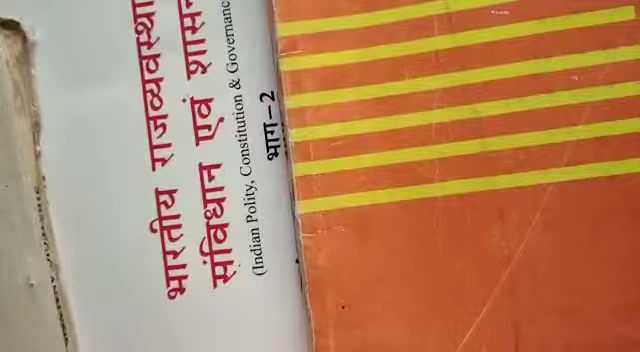 भारतीय राजव्यवस्था
संविधान एवं शासन
(Indian Polity, Constitution & Governanc
भाग–2